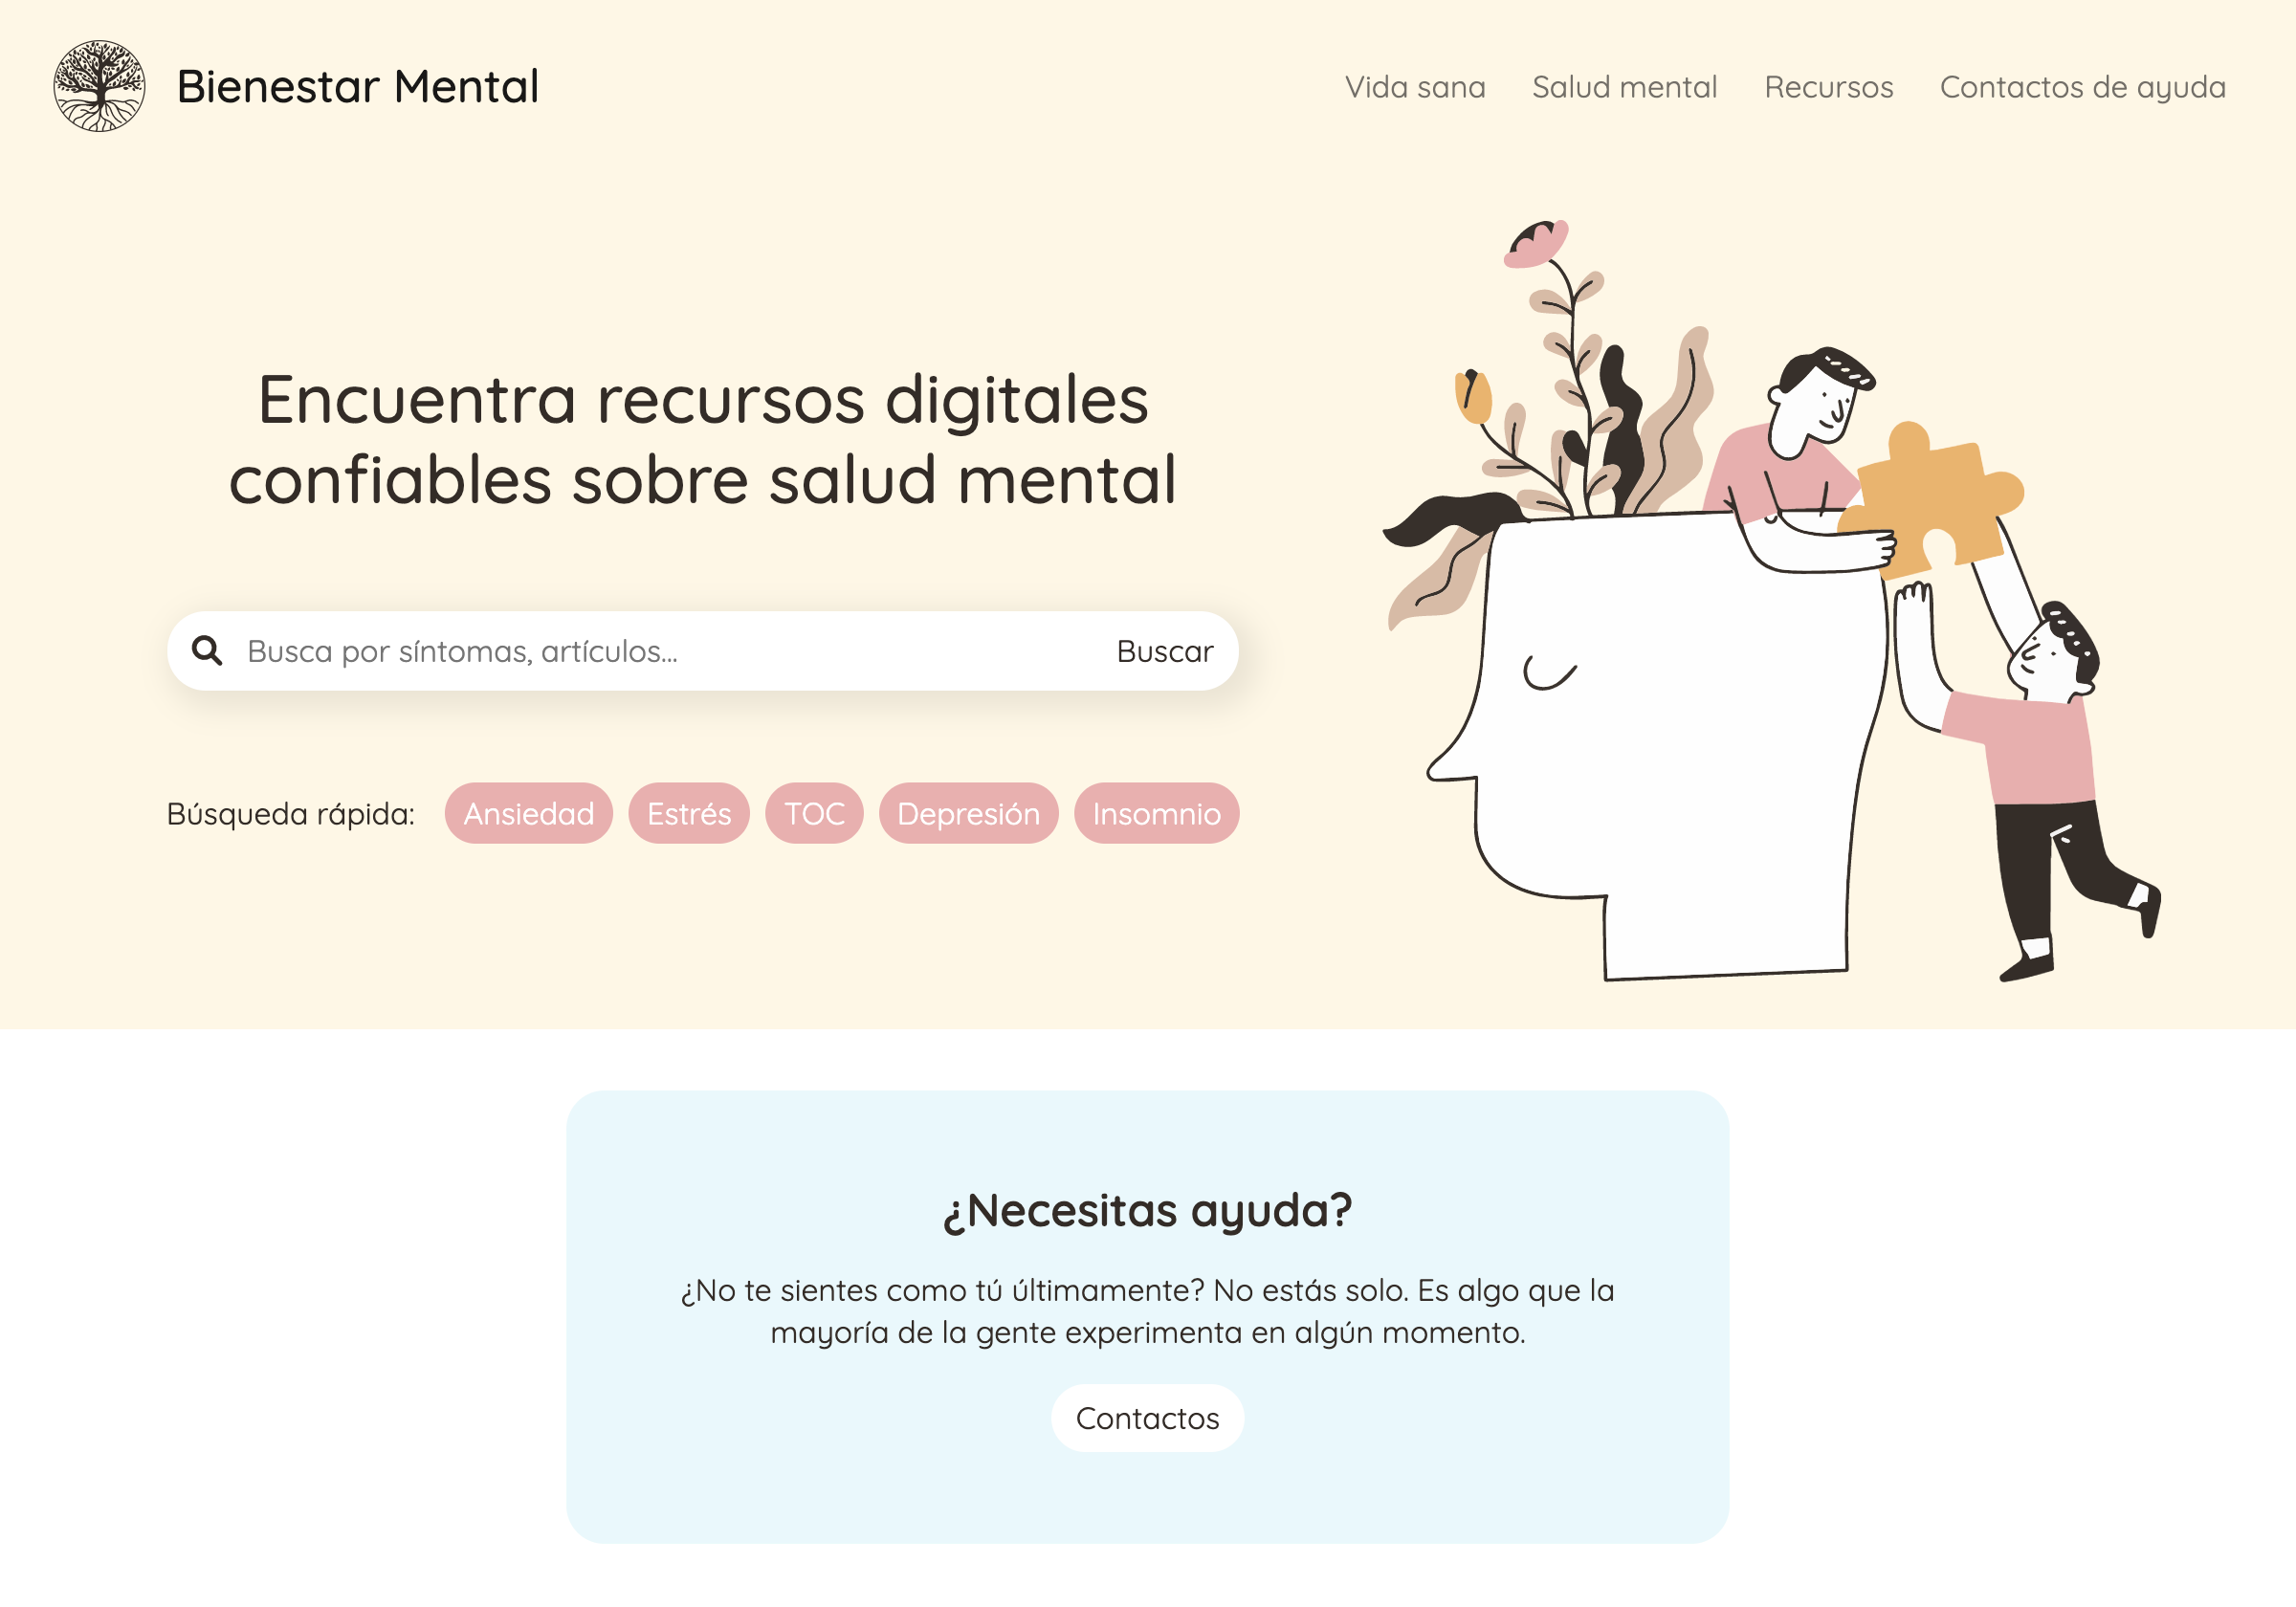 Bienestar Mental
Vida sana
Salud mental
Recursos
Contactos de ayuda
Encuentra recursos digitales
confiables sobre salud mental
Busca por síntomas, artículos...
Buscar
Búsqueda rápida:
Ansiedad
Estrés
TOC
Depresión
Insomnio
¿Necesitas ayuda?
¿No te sientes como tú últimamente? No estás solo. Es algo que la
mayoría de la gente experimenta en algún momento.
Contactos